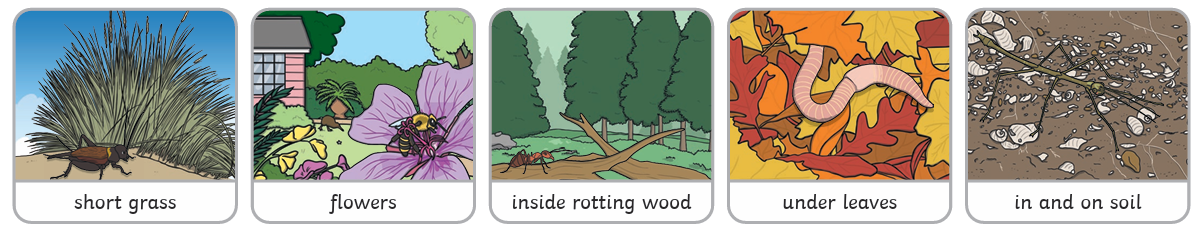 short grass
flowers
inside rotting wood
under leaves
in and on soil